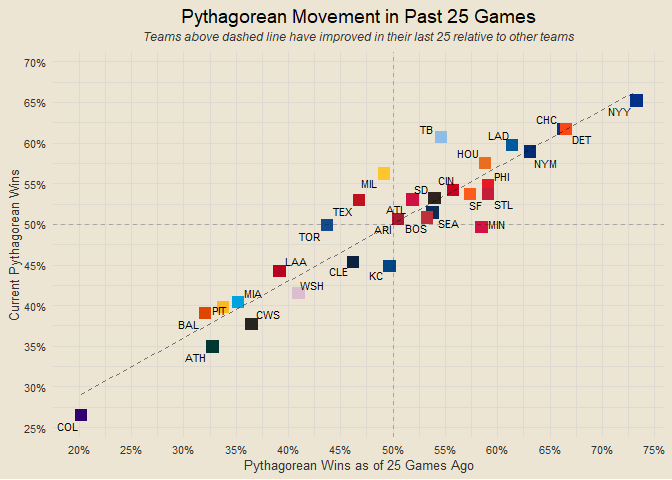 Pythagorean Movement in Past 25 Games
Teams above dashed line have improved in their last 25 relative to other teams
Current Pythagorean Wins
70%
65%
60%
55%
50%
45%
40%
35%
30%
25%
NYY
CHC
DET
TB
LAD
NYM
HOU
MIL
CIN
PHI
SD
SF
STL
TEX
ATL
TOR
ARI
BOS
SEA
MIN
LAA
CLE
KC
WSH
MIA
PIT
BAL
CWS
ATH
COL
20%
25%
30%
35%
40%
45%
50%
55%
60%
65%
70%
75%
Pythagorean Wins as of 25 Games Ago